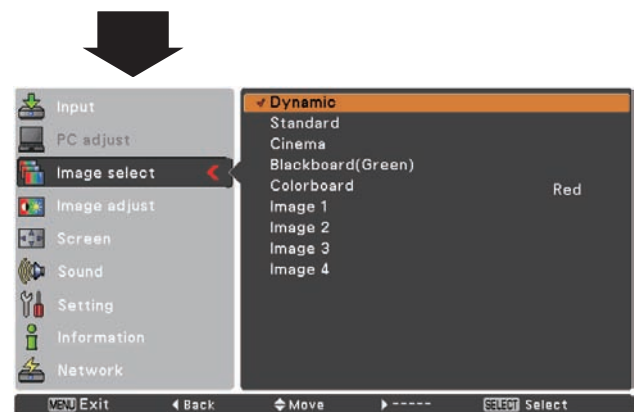 Input
PC adjust
Image select
Image adjust
Screen
Sound
Setting
Information
Network
Dynamic
Standard
Cinema
Blackboard(Green)
Colorboard Red
Image 1
Image 2
Image 3
Image 4
MENU Exit Back Move ----- SELECT Select